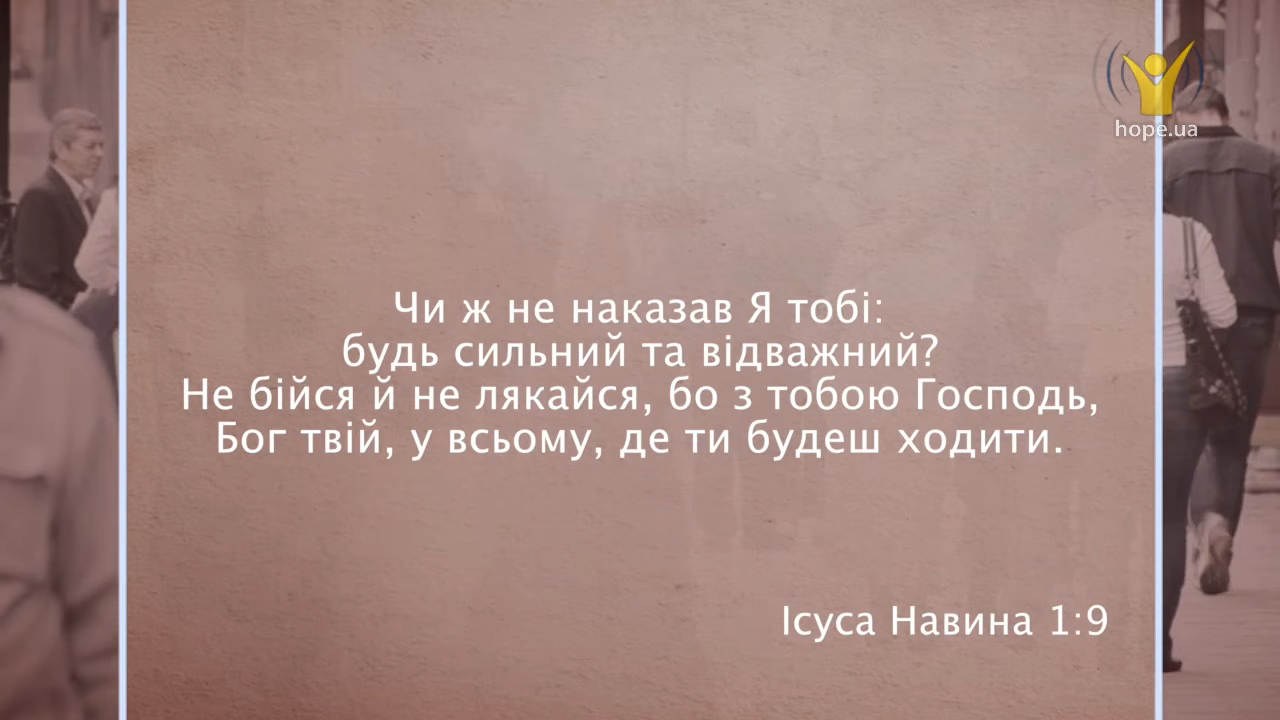 hope.ua
Чи ж не наказав Я тобі:
будь сильний та відважний?
Не бійся й не лякайся, бо з тобою Господь,
Бог твій, у всьому, де ти будеш ходити.
Ісуса Навина 1:9